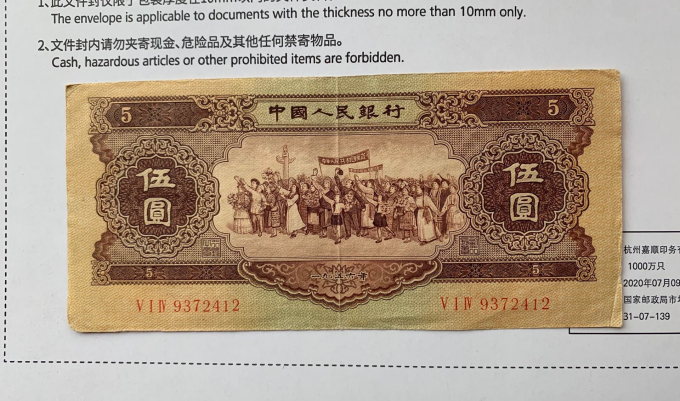 The envelope is applicable to documents with the thickness no more than 10mm only.
2、文件封内请勿夹寄现金、危险品及其他任何禁寄物品。
Cash, hazardous articles or other prohibited items are forbidden.
5 中國人民銀行 5
伍圓 伍圓
5 一九五六年 5
VI IV 9372412 VI IV 9372412
杭州嘉顺印务
1000万只
2020年07月09
国家邮政局市
31-07-139